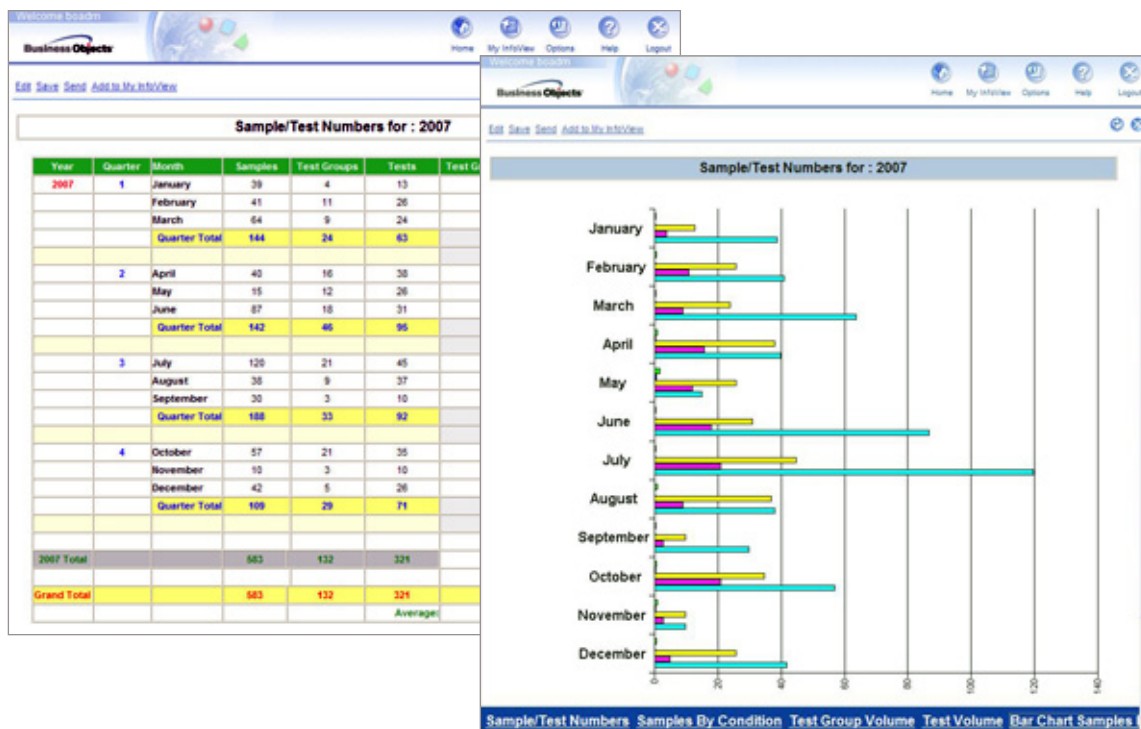 Welcome boadm
Business Objects
Home My InfoView Options Help Logout
Edit Save Send Add to My InfoView
Sample/Test Numbers for : 2007
Year Quarter Month Samples Test Groups Tests
2007 1 January 39 4 13
February 41 11 26
March 64 9 24
Quarter Total 144 24 63
2 April 40 16 38
May 15 12 26
June 87 18 31
Quarter Total 142 46 95
3 July 120 21 45
August 38 9 37
September 30 3 10
Quarter Total 188 33 92
4 October 57 21 35
November 10 3 10
December 42 5 26
Quarter Total 109 29 71
2007 Total 583 132 321
Grand Total 583 132 321
Average:
Welcome boadm
Business Objects
Home My InfoView Options Help Logout
Edit Save Send Add to My InfoView
Sample/Test Numbers for : 2007
January
February
March
April
May
June
July
August
September
October
November
December
0 20 40 60 80 100 120 140
Sample/Test Numbers Samples By Condition Test Group Volume Test Volume Bar Chart Samples